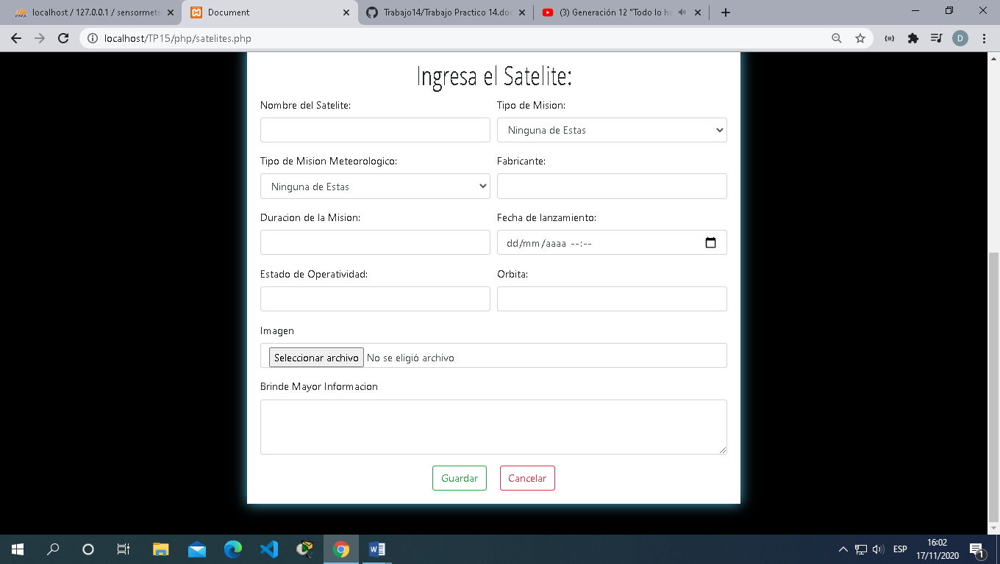 localhost / 127.0.0.1 / sensormete
Document
Trabajo14/Trabajo Practico 14.doc
(3) Generación 12 "Todo lo ha
localhost/TP15/php/satelites.php
D
Ingresa el Satelite:
Nombre del Satelite:
Tipo de Mision:
Ninguna de Estas
Tipo de Mision Meteorologico:
Fabricante:
Ninguna de Estas
Duracion de la Mision:
Fecha de lanzamiento:
dd/mm/aaaa --:--
Estado de Operatividad:
Orbita:
Imagen
Seleccionar archivo No se eligió archivo
Brinde Mayor Informacion
Guardar
Cancelar
ESP
16:02
17/11/2020
1